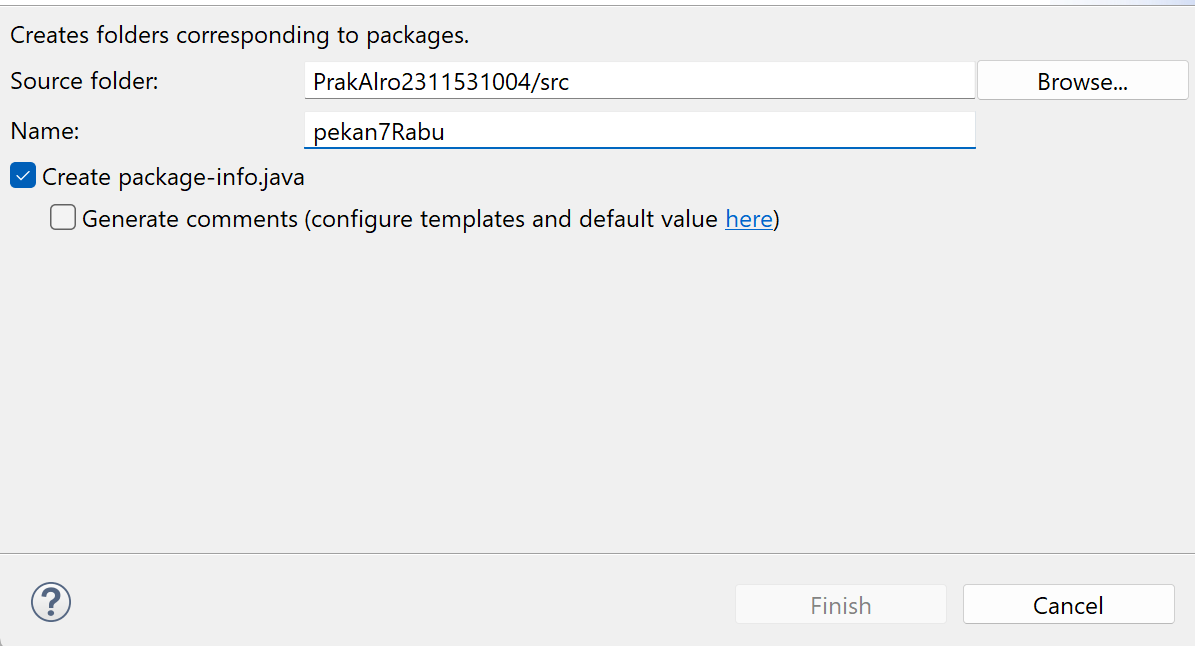 Creates folders corresponding to packages.
Source folder: PrakAlro2311531004/src Browse...
Name: pekan7Rabu
Create package-info.java
Generate comments (configure templates and default value here)
? Finish Cancel